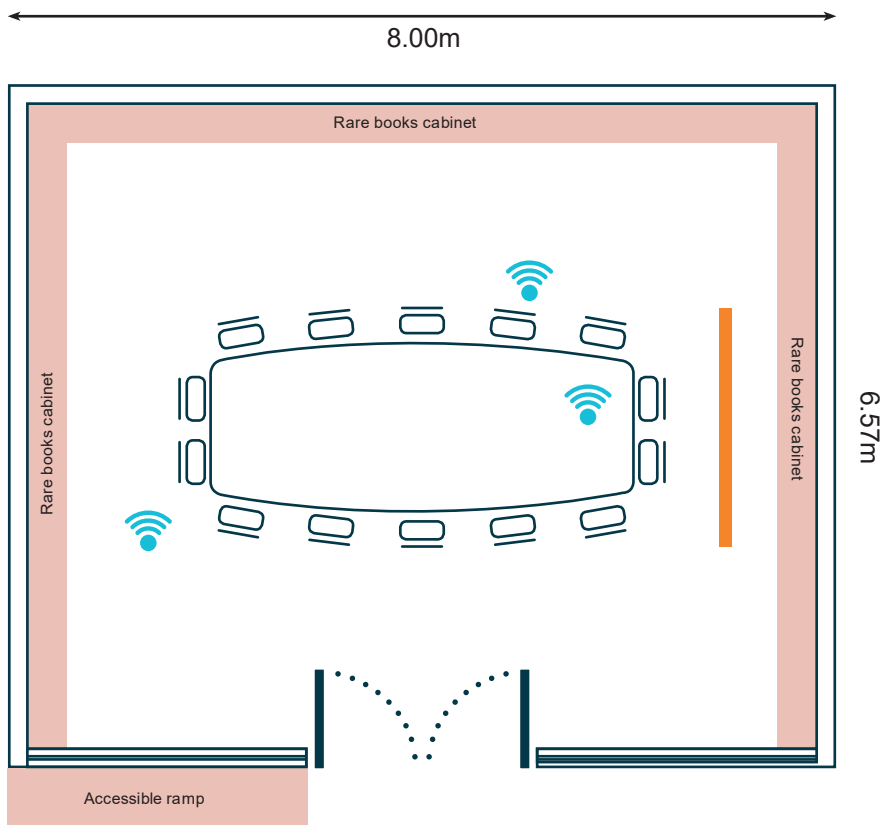 8.00m
Rare books cabinet
Rare books cabinet
Rare books cabinet
6.57m
Accessible ramp